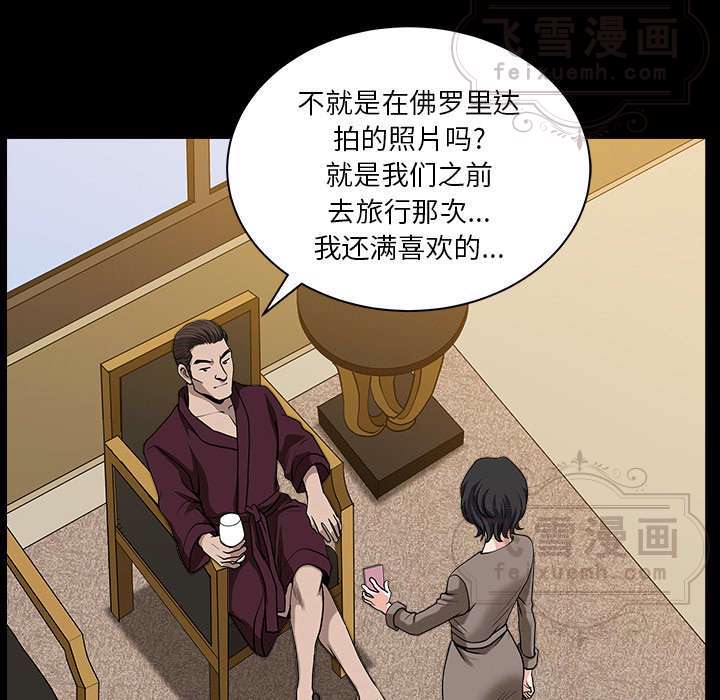 飞雪漫画
feixuemh.com
不就是在佛罗里达
拍的照片吗?
就是我们之前
去旅行那次...
我还满喜欢的...
飞雪漫画
feixuemh.com